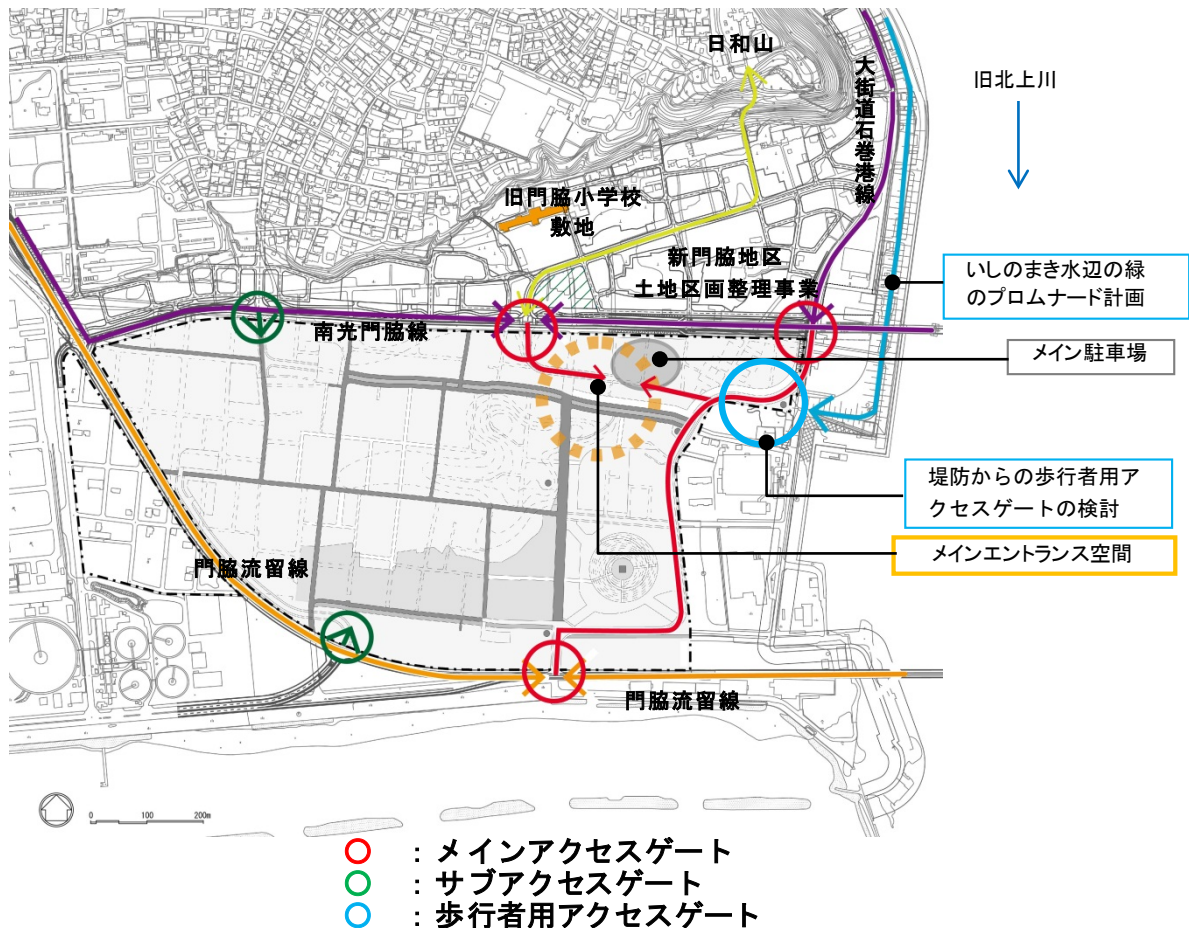 日和山
大街道石巻港線
旧北上川
旧門脇小学校
敷地
新門脇地区
土地区画整理事業
いしのまき水辺の緑
のプロムナード計画
南光門脇線
メイン駐車場
堤防からの歩行者用ア
クセスゲートの検討
メインエントランス空間
門脇流留線
門脇流留線
0 100 200m
: メインアクセスゲート
: サブアクセスゲート
: 歩行者用アクセスゲート